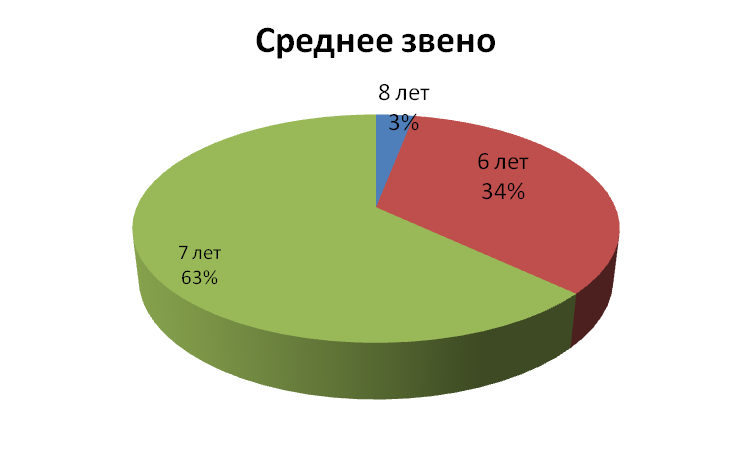 Среднее звено
8 лет
3%
6 лет
34%
7 лет
63%